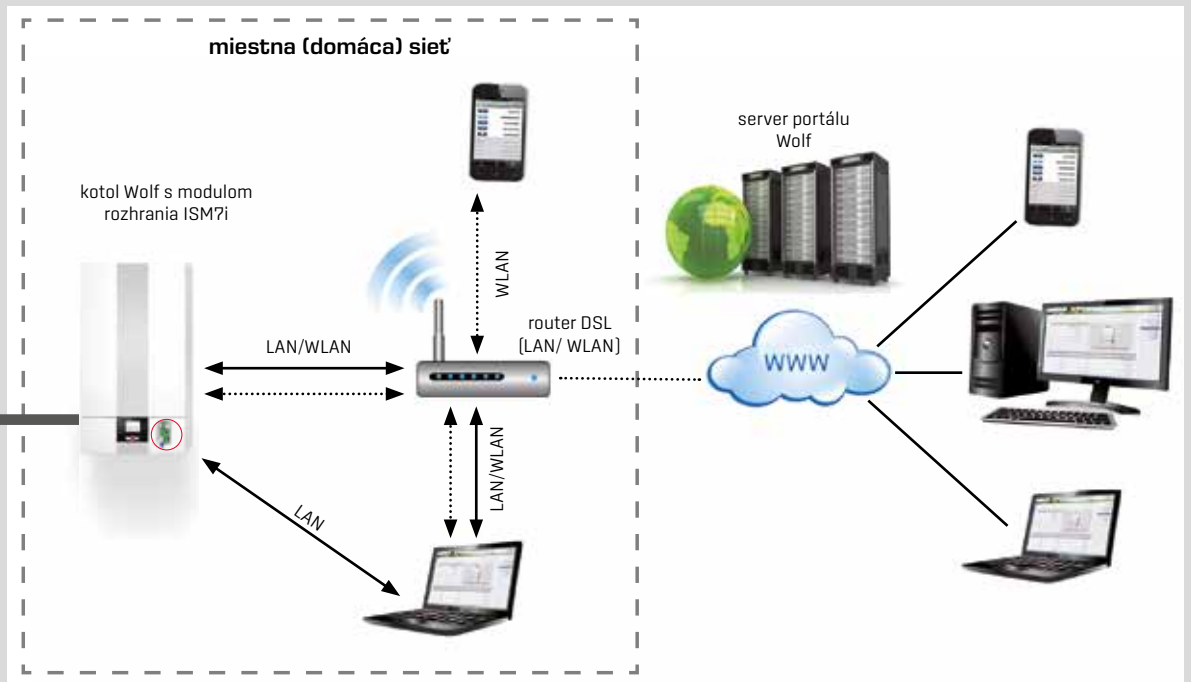 miestna (domáca) sieť
kotol Wolf s modulom
rozhrania ISM7i
LAN/WLAN
LAN
WLAN
router DSL
(LAN/ WLAN)
LAN/WLAN
server portálu
Wolf
WWW